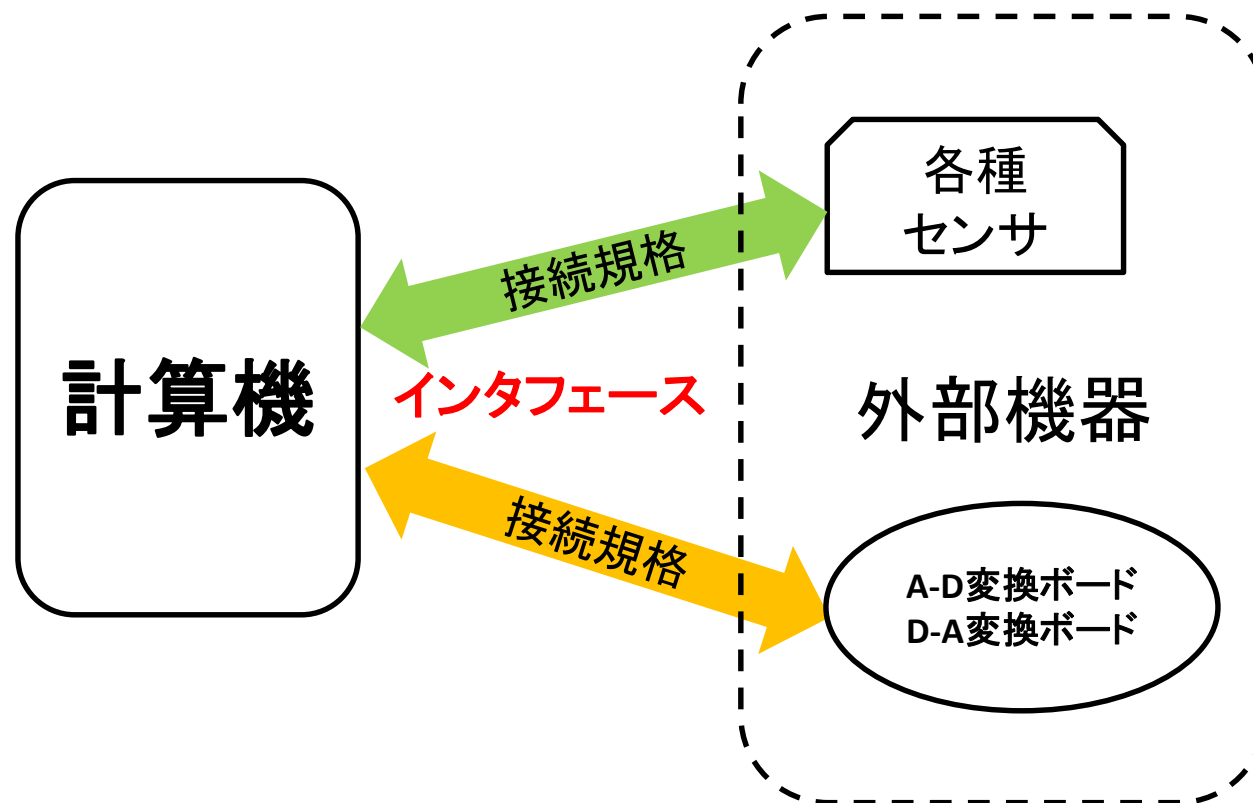 各種
センサ
接続規格
計算機
インタフェース
外部機器
接続規格
A-D変換ボード
D-A変換ボード